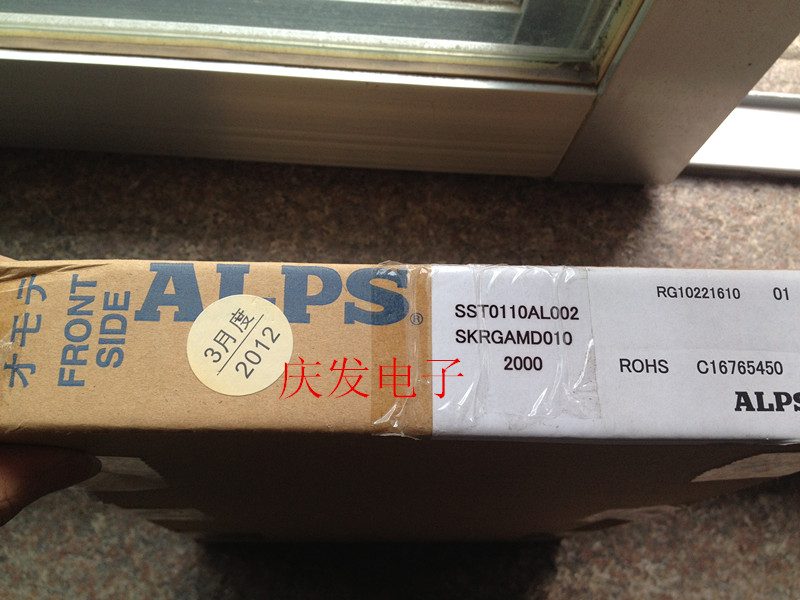 オモテ
FRONT
SIDE
ALPS®
3月度
2012
庆发电子
SST0110AL002
SKRGAMD010
2000
RG10221610 01
ROHS C16765450
ALPS